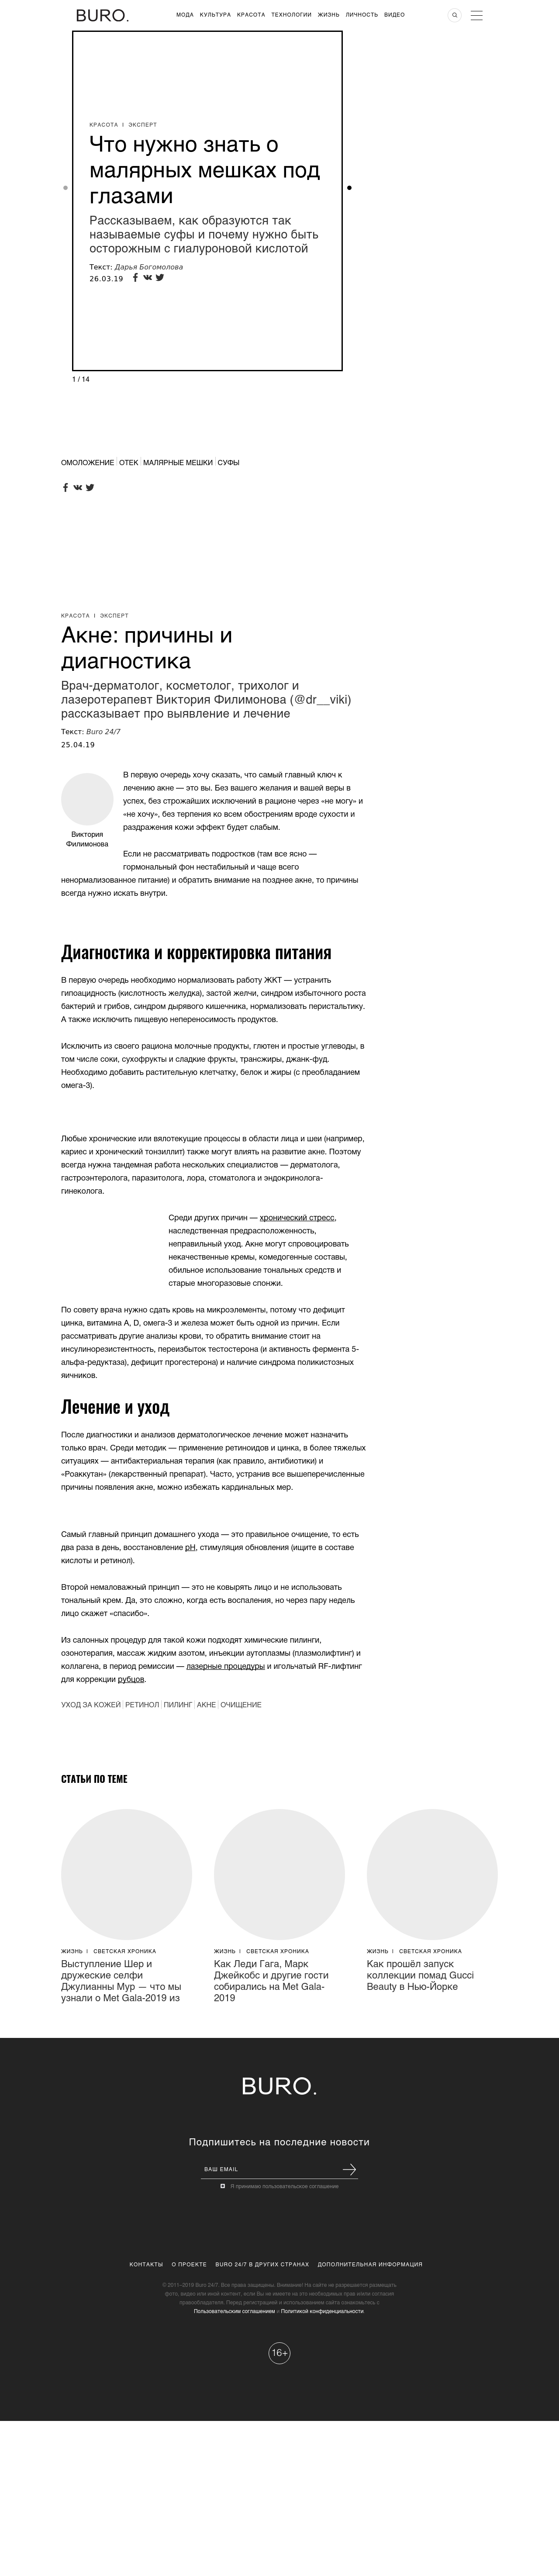 BURO.
МОДА КУЛЬТУРА КРАСОТА ТЕХНОЛОГИИ ЖИЗНЬ ЛИЧНОСТЬ ВИДЕО
КРАСОТА | ЭКСПЕРТ
Что нужно знать о
малярных мешках под
глазами
Рассказываем, как образуются так
называемые суфы и почему нужно быть
осторожным с гиалуроновой кислотой
Текст: Дарья Богомолова
26.03.19
1 / 14
ОМОЛОЖЕНИЕ ОТЕК МАЛЯРНЫЕ МЕШКИ СУФЫ
КРАСОТА | ЭКСПЕРТ
Акне: причины и
диагностика
Врач-дерматолог, косметолог, трихолог и
лазеротерапевт Виктория Филимонова (@dr__viki)
рассказывает про выявление и лечение
Текст: Buro 24/7
25.04.19
В первую очередь хочу сказать, что самый главный ключ к
лечению акне — это вы. Без вашего желания и вашей веры в
успех, без строжайших исключений в рационе через «не могу» и
«не хочу», без терпения ко всем обострениям вроде сухости и
раздражения кожи эффект будет слабым.
Виктория
Филимонова
Если не рассматривать подростков (там все ясно —
гормональный фон нестабильный и чаще всего
ненормализованное питание) и обратить внимание на позднее акне, то причины
всегда нужно искать внутри.
Диагностика и корректировка питания
В первую очередь необходимо нормализовать работу ЖКТ — устранить
гипоацидность (кислотность желудка), застой желчи, синдром избыточного роста
бактерий и грибов, синдром дырявого кишечника, нормализовать перистальтику.
А также исключить пищевую непереносимость продуктов.
Исключить из своего рациона молочные продукты, глютен и простые углеводы, в
том числе соки, сухофрукты и сладкие фрукты, трансжиры, джанк-фуд.
Необходимо добавить растительную клетчатку, белок и жиры (с преобладанием
омега-3).
Любые хронические или вялотекущие процессы в области лица и шеи (например,
кариес и хронический тонзиллит) также могут влиять на развитие акне. Поэтому
всегда нужна тандемная работа нескольких специалистов — дерматолога,
гастроэнтеролога, паразитолога, лора, стоматолога и эндокринолога-
гинеколога.
Среди других причин — хронический стресс,
наследственная предрасположенность,
неправильный уход. Акне могут спровоцировать
некачественные кремы, комедогенные составы,
обильное использование тональных средств и
старые многоразовые спонжи.
По совету врача нужно сдать кровь на микроэлементы, потому что дефицит
цинка, витамина A, D, омега-3 и железа может быть одной из причин. Если
рассматривать другие анализы крови, то обратить внимание стоит на
инсулинорезистентность, переизбыток тестостерона (и активность фермента 5-
альфа-редуктаза), дефицит прогестерона) и наличие синдрома поликистозных
яичников.
Лечение и уход
После диагностики и анализов дерматологическое лечение может назначить
только врач. Среди методик — применение ретиноидов и цинка, в более тяжелых
ситуациях — антибактериальная терапия (как правило, антибиотики) и
«Роаккутан» (лекарственный препарат). Часто, устранив все вышеперечисленные
причины появления акне, можно избежать кардинальных мер.
Самый главный принцип домашнего ухода — это правильное очищение, то есть
два раза в день, восстановление pH, стимуляция обновления (ищите в составе
кислоты и ретинол).
Второй немаловажный принцип — это не ковырять лицо и не использовать
тональный крем. Да, это сложно, когда есть воспаления, но через пару недель
лицо скажет «спасибо».
Из салонных процедур для такой кожи подходят химические пилинги,
озонотерапия, массаж жидким азотом, инъекции аутоплазмы (плазмолифтинг) и
коллагена, в период ремиссии — лазерные процедуры и игольчатый RF-лифтинг
для коррекции рубцов.
УХОД ЗА КОЖЕЙ РЕТИНОЛ ПИЛИНГ АКНЕ ОЧИЩЕНИЕ
СТАТЬИ ПО ТЕМЕ
ЖИЗНЬ | СВЕТСКАЯ ХРОНИКА
Выступление Шер и
дружеские селфи
Джулианны Мур — что мы
узнали о Met Gala-2019 из
ЖИЗНЬ | СВЕТСКАЯ ХРОНИКА
Как Леди Гага, Марк
Джейкобс и другие гости
собирались на Met Gala-
2019
ЖИЗНЬ | СВЕТСКАЯ ХРОНИКА
Как прошёл запуск
коллекции помад Gucci
Beauty в Нью-Йорке
BURO.
Подпишитесь на последние новости
ВАШ EMAIL
Я принимаю пользовательское соглашение
КОНТАКТЫ О ПРОЕКТЕ BURO 24/7 В ДРУГИХ СТРАНАХ ДОПОЛНИТЕЛЬНАЯ ИНФОРМАЦИЯ
© 2011–2019 Buro 24/7. Все права защищены. Внимание! На сайте не разрешается размещать
фото, видео или иной контент, если Вы не имеете на это необходимых прав и/или согласия
правообладателя. Перед регистрацией и использованием сайта ознакомьтесь с
Пользовательским соглашением и Политикой конфиденциальности
16+